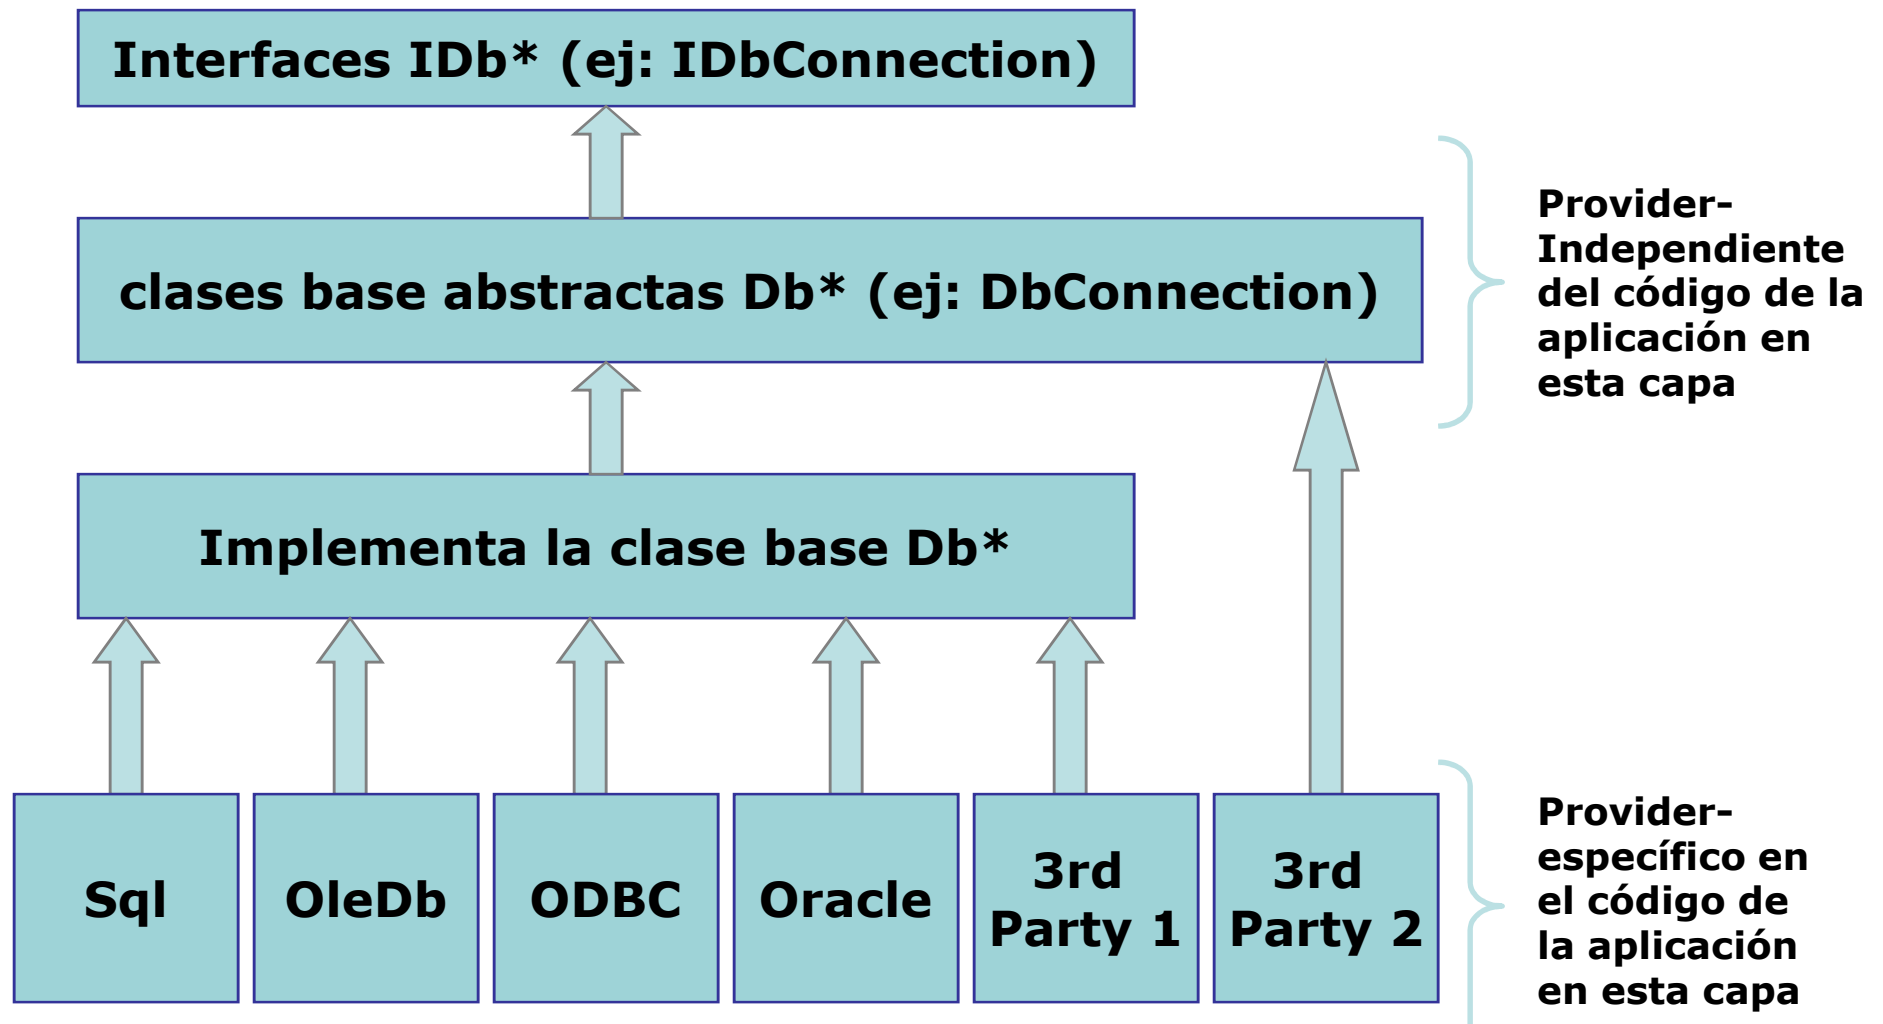 Interfaces IDb* (ej: IDbConnection)
clases base abstractas Db* (ej: DbConnection)
Provider-
Independiente
del código de la
aplicación en
esta capa
Implementa la clase base Db*
Sql
OleDb
ODBC
Oracle
3rd
Party 1
3rd
Party 2
Provider-
específico en
el código de
la aplicación
en esta capa